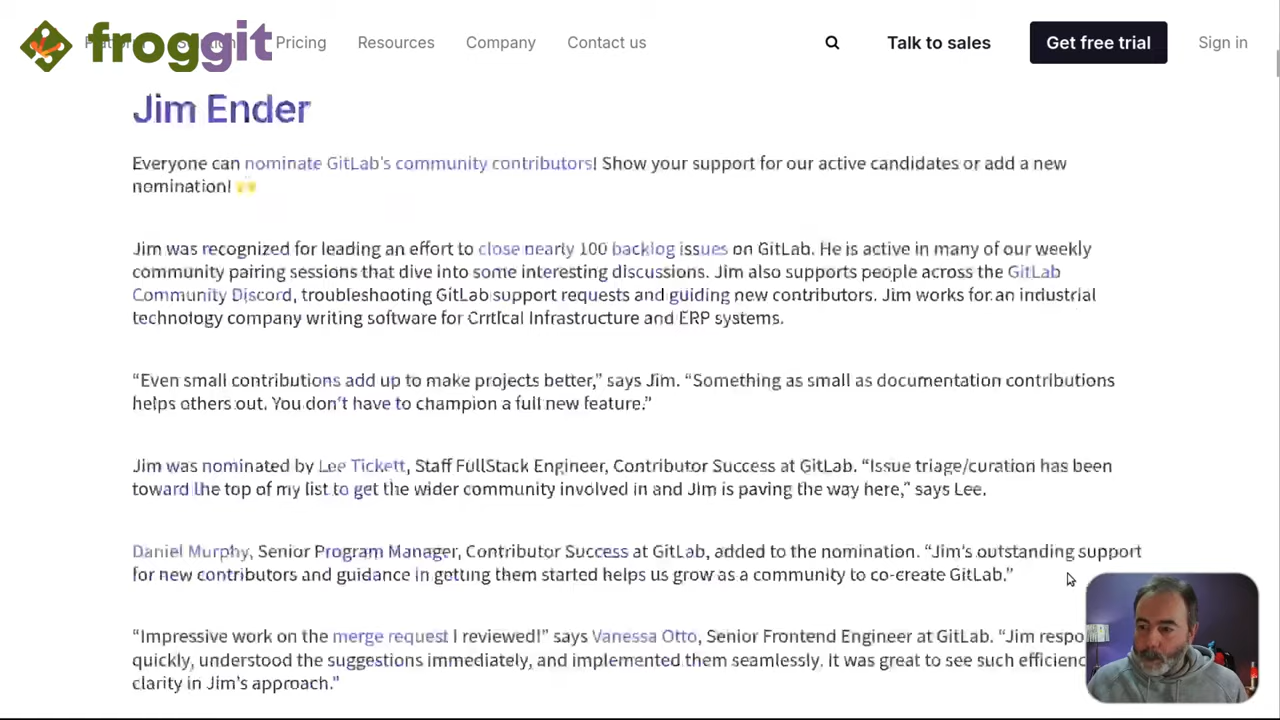 froggit
Pricing Resources Company Contact us Talk to sales Get free trial Sign in
Jim Ender
Everyone can nominate GitLab's community contributors! Show your support for our active candidates or add a new
nomination! 🙌
Jim was recognized for leading an effort to close nearly 100 backlog issues on GitLab. He is active in many of our weekly
community pairing sessions that dive into some interesting discussions. Jim also supports people across the GitLab
Community Discord, troubleshooting GitLab support requests and guiding new contributors. Jim works for an industrial
technology company writing software for Critical Infrastructure and ERP systems.
“Even small contributions add up to make projects better,” says Jim. “Something as small as documentation contributions
helps others out. You don’t have to champion a full new feature.”
Jim was nominated by Lee Tickett, Staff FullStack Engineer, Contributor Success at GitLab. “Issue triage/curation has been
toward the top of my list to get the wider community involved in and Jim is paving the way here,” says Lee.
Daniel Murphy, Senior Program Manager, Contributor Success at GitLab, added to the nomination. “Jim’s outstanding support
for new contributors and guidance in getting them started helps us grow as a community to co-create GitLab.”
“Impressive work on the merge request I reviewed!” says Vanessa Otto, Senior Frontend Engineer at GitLab. “Jim respo
quickly, understood the suggestions immediately, and implemented them seamlessly. It was great to see such efficienc
clarity in Jim’s approach.”